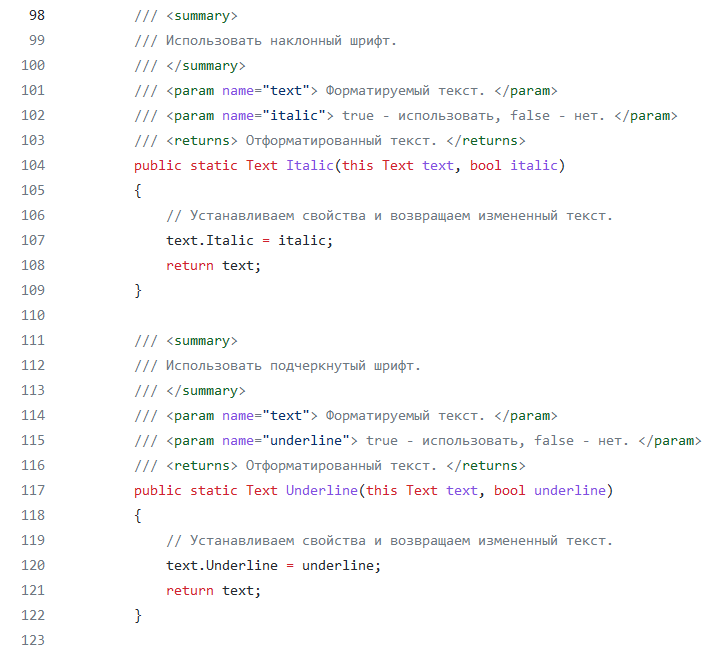 98 /// <summary>
99 /// Использовать наклонный шрифт.
100 /// </summary>
101 /// <param name="text"> Форматируемый текст. </param>
102 /// <param name="italic"> true - использовать, false - нет. </param>
103 /// <returns> Отформатированный текст. </returns>
104 public static Text Italic(this Text text, bool italic)
105 {
106 // Устанавливаем свойства и возвращаем измененный текст.
107 text.Italic = italic;
108 return text;
109 }
110
111 /// <summary>
112 /// Использовать подчеркнутый шрифт.
113 /// </summary>
114 /// <param name="text"> Форматируемый текст. </param>
115 /// <param name="underline"> true - использовать, false - нет. </param>
116 /// <returns> Отформатированный текст. </returns>
117 public static Text Underline(this Text text, bool underline)
118 {
119 // Устанавливаем свойства и возвращаем измененный текст.
120 text.Underline = underline;
121 return text;
122 }
123